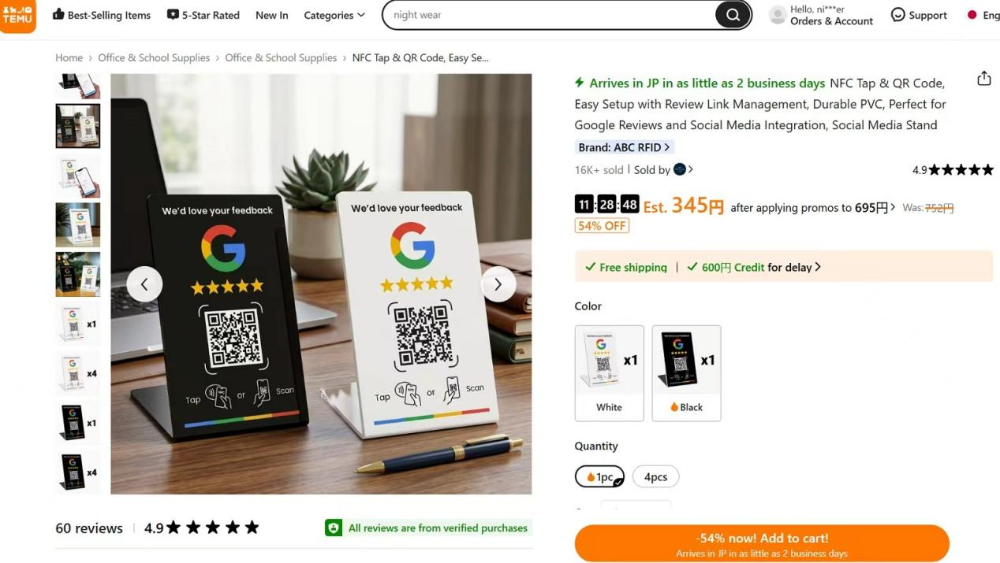 TEMU
Best-Selling Items
5-Star Rated
New In
Categories
night wear
Hello, ni***er
Orders & Account
Support
Eng
Home › Office & School Supplies › Office & School Supplies › NFC Tap & QR Code, Easy Se...
We'd love your feedback
G
Tap or Scan
We'd love your feedback
G
Tap or Scan
x1
x4
x1
x4
60 reviews | 4.9
All reviews are from verified purchases
Arrives in JP in as little as 2 business days NFC Tap & QR Code,
Easy Setup with Review Link Management, Durable PVC, Perfect for
Google Reviews and Social Media Integration, Social Media Stand
Brand: ABC RFID >
16K+ sold | Sold by >
4.9★★★★★
11:28:48 Est. 345円 after applying promos to 695円> Was: 752円
54% OFF
✓ Free shipping | ✓ 600円 Credit for delay >
Color
x1
White
x1
Black
Quantity
1pc
4pcs
-54% now! Add to cart!
Arrives in JP in as little as 2 business days